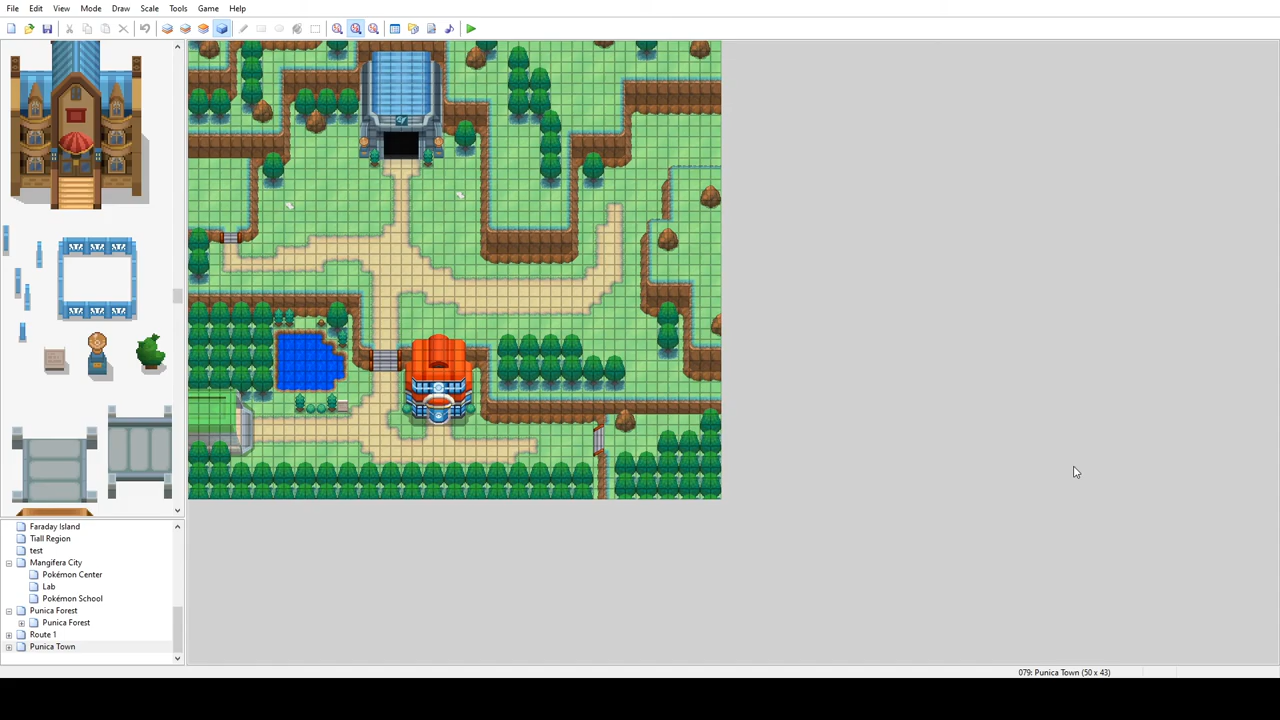 File Edit View Mode Draw Scale Tools Game Help
Faraday Island
Tiall Region
test
Mangifera City
Pokémon Center
Lab
Pokémon School
Punica Forest
Punica Forest
Route 1
Punica Town
079: Punica Town (50 x 43)